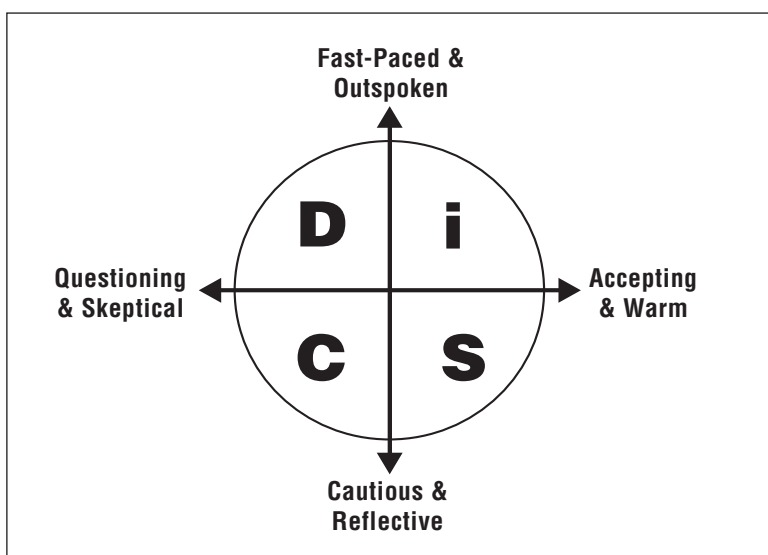 Fast-Paced &
Outspoken
D i
Questioning
& Skeptical
Accepting
& Warm
C S
Cautious &
Reflective